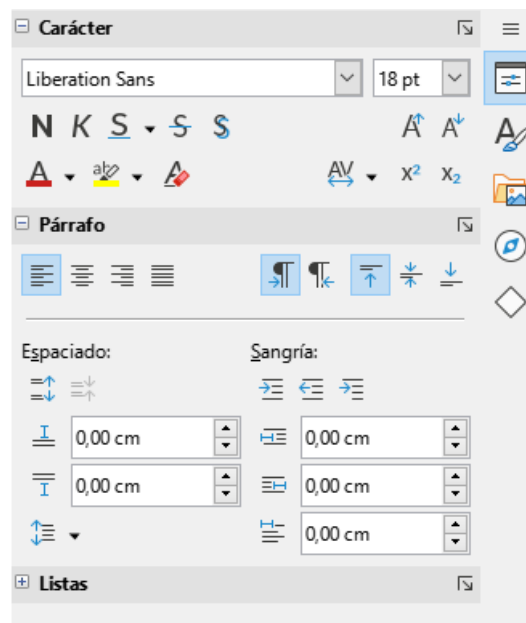 Carácter
Liberation Sans 18 pt
N K S S S A A
A ab A AV x² x₂
Párrafo
Espaciado: Sangría:
0,00 cm 0,00 cm
0,00 cm 0,00 cm
0,00 cm
Listas